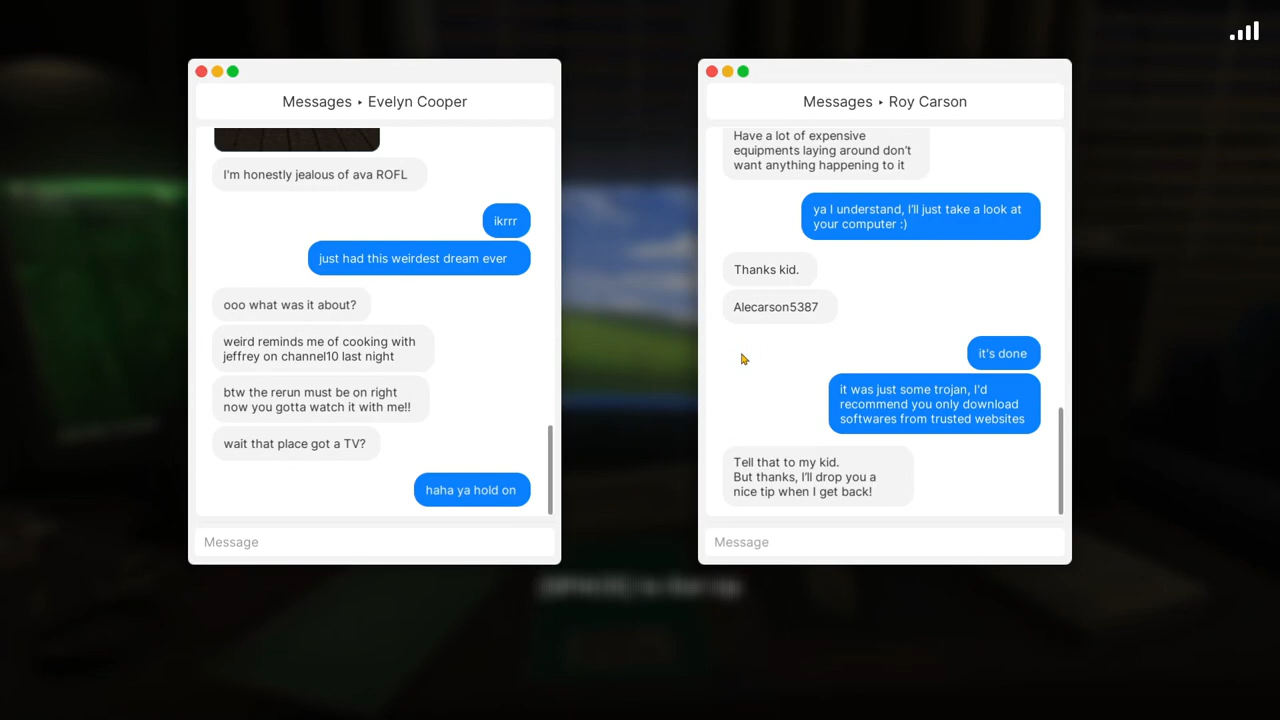 Messages ▸ Evelyn Cooper
I'm honestly jealous of ava ROFL
ikrrr
just had this weirdest dream ever
ooo what was it about?
weird reminds me of cooking with
jeffrey on channel10 last night
btw the rerun must be on right
now you gotta watch it with me!!
wait that place got a TV?
haha ya hold on
Message
Messages ▸ Roy Carson
Have a lot of expensive
equipments laying around don't
want anything happening to it
ya I understand, I'll just take a look at
your computer :)
Thanks kid.
Alecarson5387
it's done
it was just some trojan, I'd
recommend you only download
softwares from trusted websites
Tell that to my kid.
But thanks, I'll drop you a
nice tip when I get back!
Message